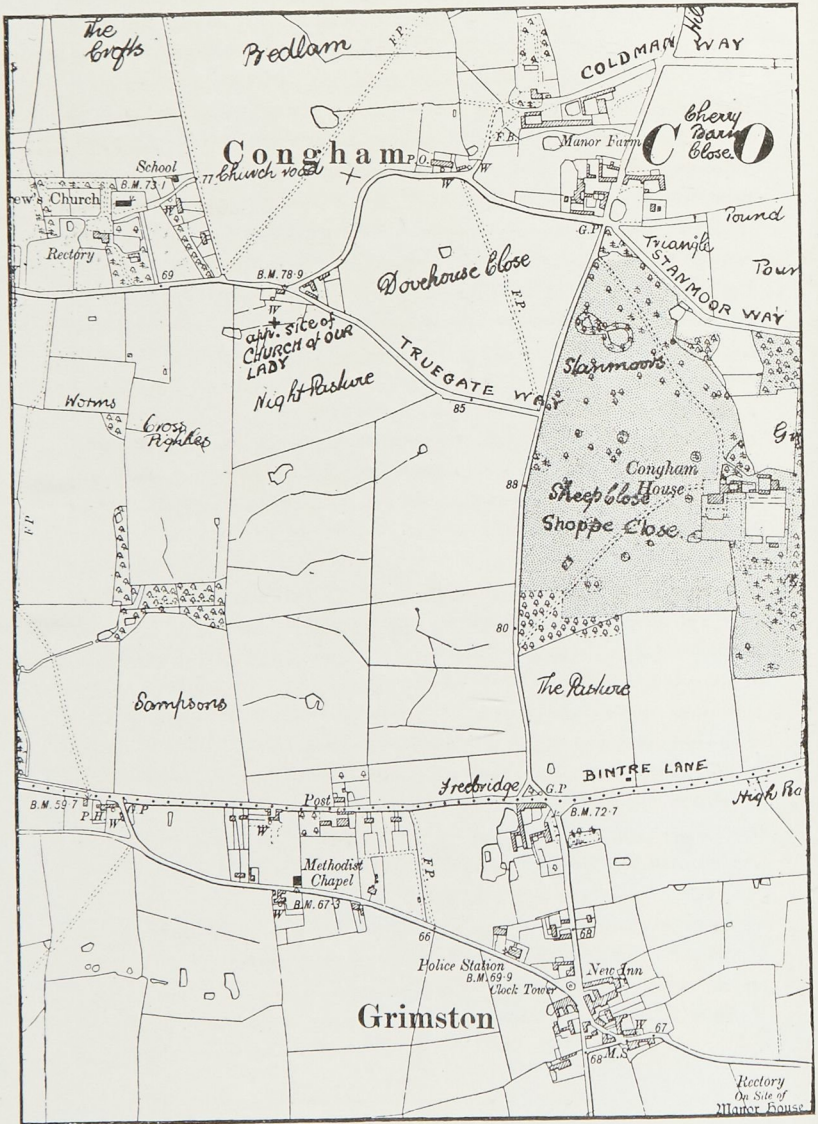 The
Crofts
Bedlam
F.P.
COLDMAN WAY
Congham
Church road
P.O.
W
W
F.B.
Manor Farm
C O
Cherry
Close.
School
B.M. 73·1
77
ew's Church
W
Rectory
69
B.M. 78·9
W
G.P.
Pound
Triangle
STANMOOR WAY
Dovehouse Close
F.P.
app. site of
CHURCH of OUR
LADY
Night Pasture
TRUEGATE WAY
85
Stanmoors
Worms
Cross
Pightles
88
Congham
House
Sheep Close
Shoppe Close.
F.P.
80
Sampsons
The Pasture
Freebridge
G.P.
BINTRE LANE
B.M. 59·7
P.H.
W
Post
W
B.M. 72·7
Methodist
Chapel
F.P.
W
B.M. 67·3
66
68
Police Station
B.M. 69·9
Clock Tower
New Inn
Grimston
W
67
68
M.S.
Rectory
On Site of
Manor House